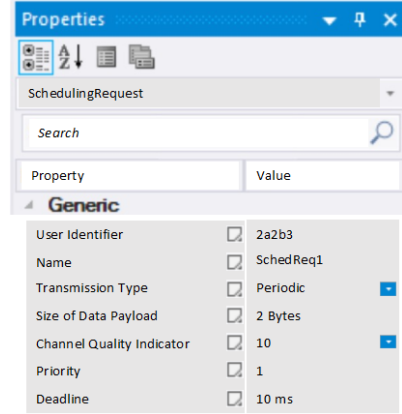 Properties
SchedulingRequest
Search
Property Value
Generic
User Identifier 2a2b3
Name SchedReq1
Transmission Type Periodic
Size of Data Payload 2 Bytes
Channel Quality Indicator 10
Priority 1
Deadline 10 ms